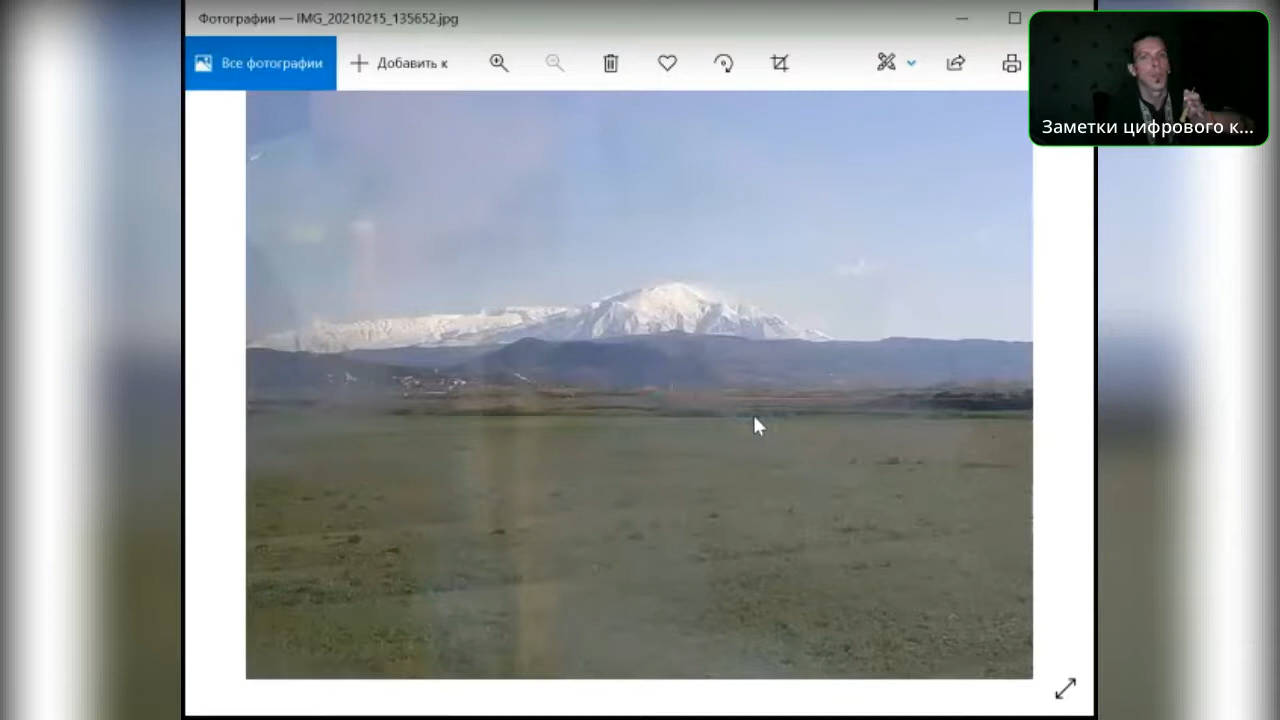 Фотографии — IMG_20210215_135652.jpg
Все фотографии
Добавить к
Заметки цифрового к...